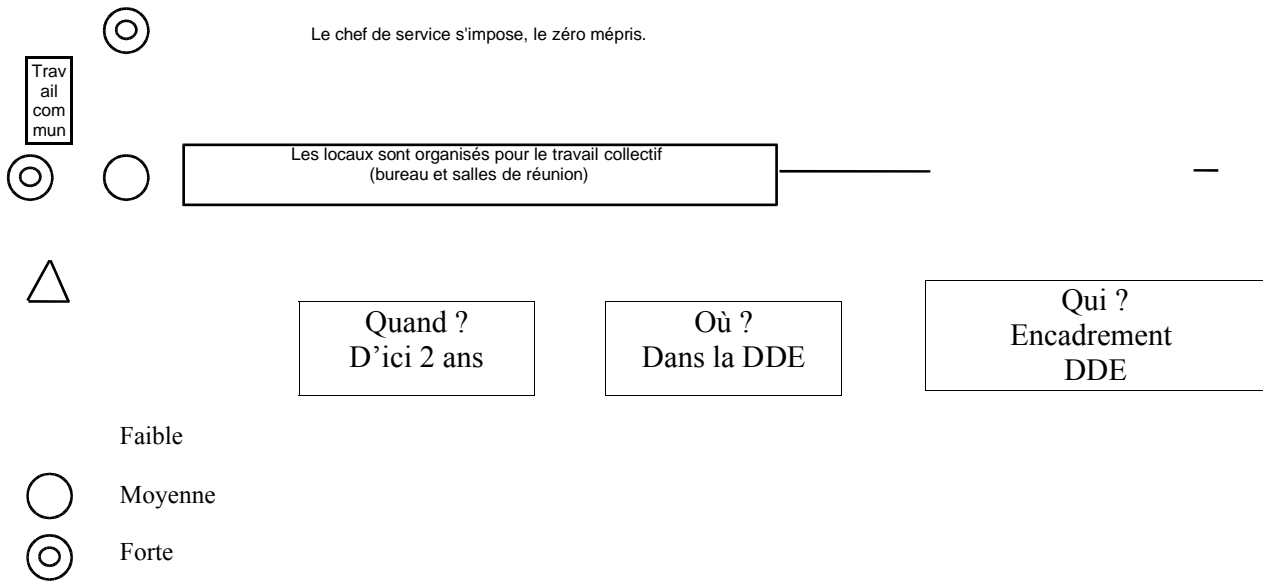 Le chef de service s'impose, le zéro mépris.
Trav
ail
com
mun
Les locaux sont organisés pour le travail collectif
(bureau et salles de réunion)
Quand ?
D’ici 2 ans
Où ?
Dans la DDE
Qui ?
Encadrement
DDE
Faible
Moyenne
Forte